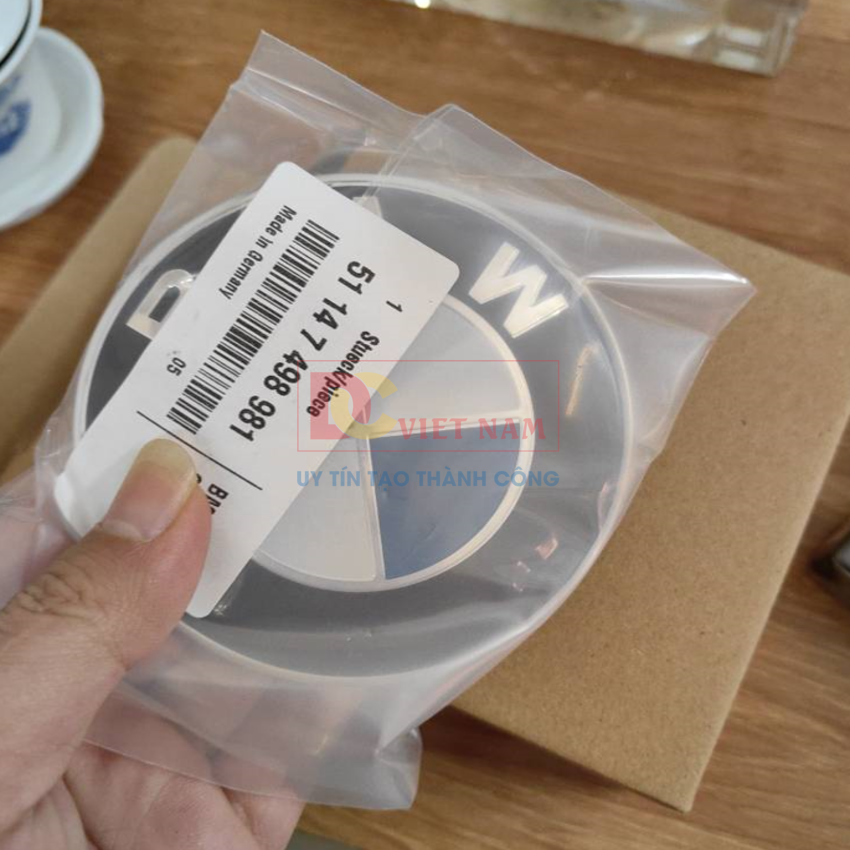 Made in Germany
05
51 14 7 498 981
1 Stueck/piece
M
DC VIET NAM
UY TÍN TẠO THÀNH CÔNG